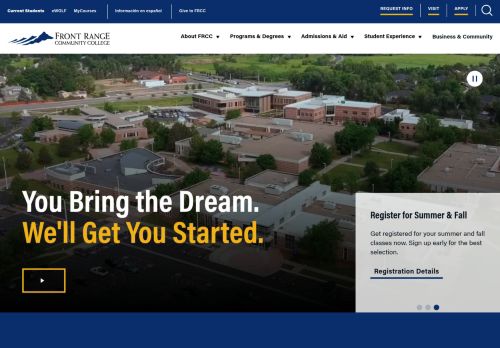 Current Students eWOLF MyCourses Información en español Give to FRCC REQUEST INFO VISIT APPLY
FRONT RANGE
COMMUNITY COLLEGE
About FRCC Programs & Degrees Admissions & Aid Student Experience Business & Community
You Bring the Dream.
We'll Get You Started.
Register for Summer & Fall
Get registered for your summer and fall
classes now. Sign up early for the best
selection.
Registration Details